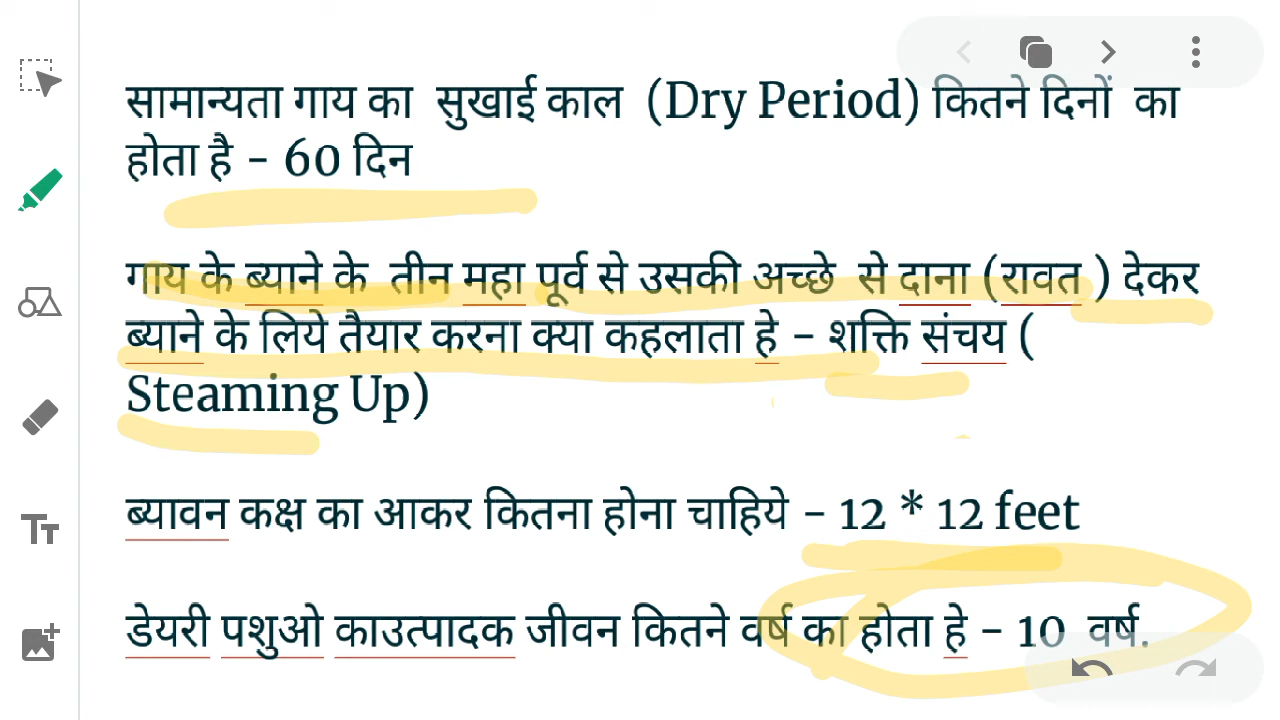 सामान्यता गाय का सुखाई काल (Dry Period) कितने दिनों का
होता है - 60 दिन
गाय के ब्याने के तीन महा पूर्व से उसकी अच्छे से दाना (रावत ) देकर
ब्याने के लिये तैयार करना क्या कहलाता हे - शक्ति संचय (
Steaming Up)
ब्यावन कक्ष का आकर कितना होना चाहिये - 12 * 12 feet
डेयरी पशुओ काउत्पादक जीवन कितने वर्ष का होता हे - 10 वर्ष.